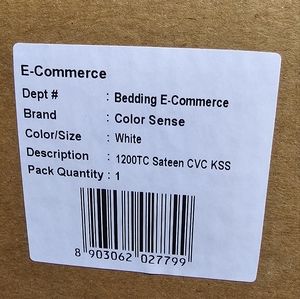 E-Commerce
Dept # : Bedding E-Commerce
Brand : Color Sense
Color/Size : White
Description : 1200TC Sateen CVC KSS
Pack Quantity : 1
8 903062 027799